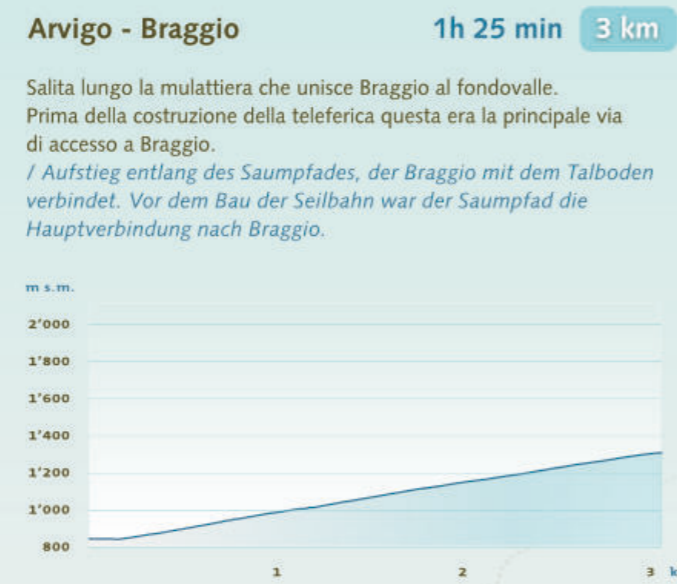 Arvigo - Braggio 1h 25 min 3 km
Salita lungo la mulattiera che unisce Braggio al fondovalle.
Prima della costruzione della teleferica questa era la principale via
di accesso a Braggio.
/ Aufstieg entlang des Saumpfades, der Braggio mit dem Talboden
verbindet. Vor dem Bau der Seilbahn war der Saumpfad die
Hauptverbindung nach Braggio.
m s.m.
2’000
1’800
1’600
1’400
1’200
1’000
800
1 2 3 k